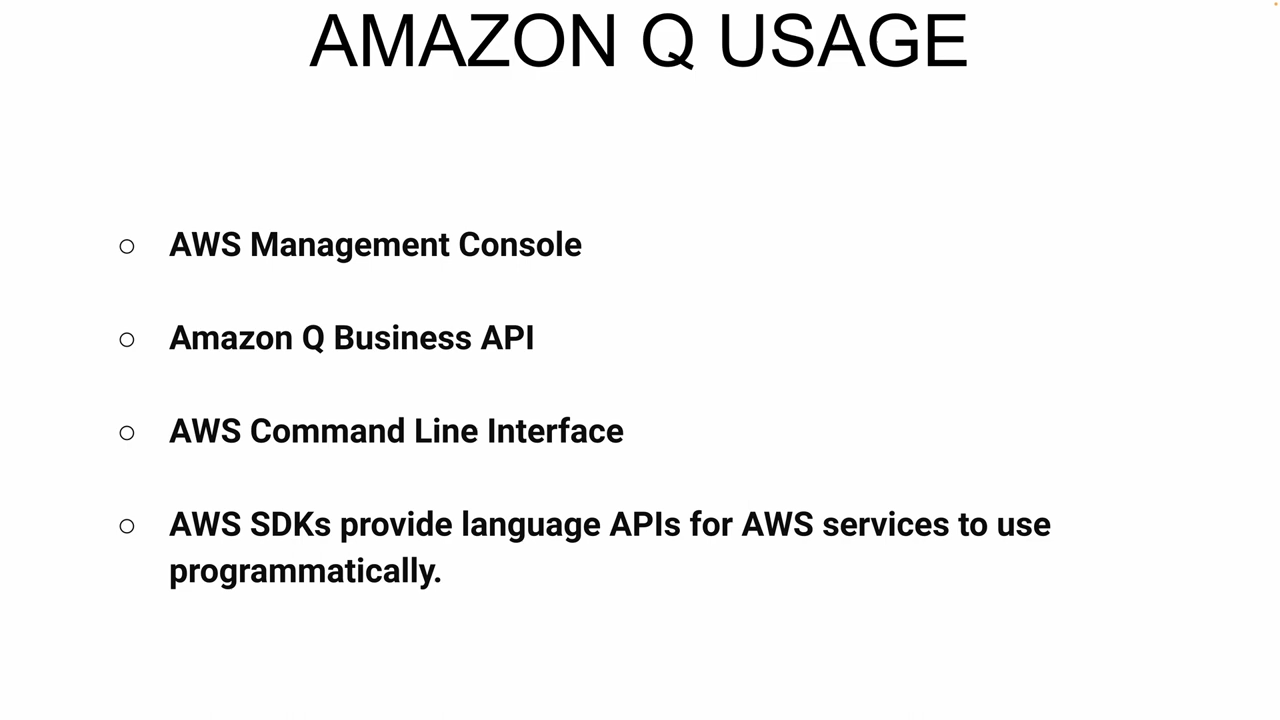 AMAZON Q USAGE
○ AWS Management Console
○ Amazon Q Business API
○ AWS Command Line Interface
○ AWS SDKs provide language APIs for AWS services to use
programmatically.